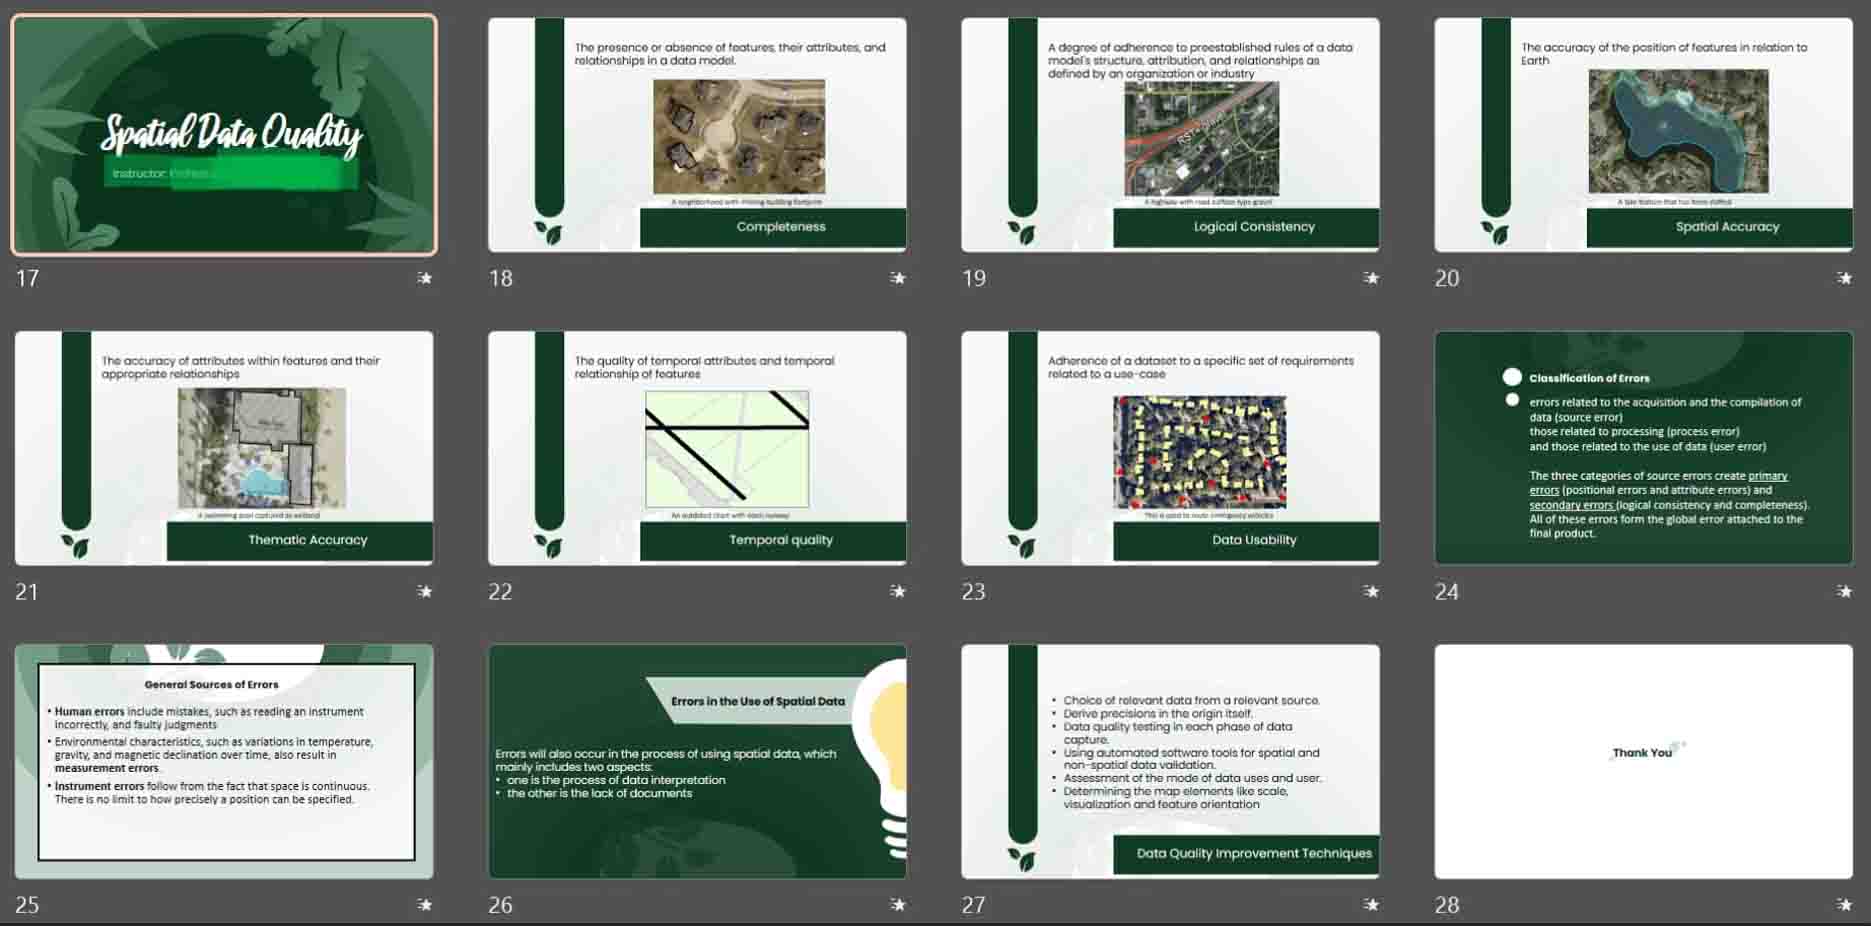 Spatial Data Quality
Instructor:
The presence or absence of features, their attributes, and
relationships in a data model.
A neighborhood with missing building footprint
Completeness
A degree of adherence to preestablished rules of a data
model's structure, attribution, and relationships as
defined by an organization or industry
RST= gravel
A highway with road surface type gravel
Logical Consistency
The accuracy of the position of features in relation to
Earth
A lake feature that has been shifted
Spatial Accuracy
17
18
19
20
The accuracy of attributes within features and their
appropriate relationships
A swimming pool captured as wetland
Thematic Accuracy
The quality of temporal attributes and temporal
relationship of features
An outdated chart with each runway
Temporal quality
Adherence of a dataset to a specific set of requirements
related to a use-case
This is used to route emergency vehicles
Data Usability
Classification of Errors
errors related to the acquisition and the compilation of
data (source error)
those related to processing (process error)
and those related to the use of data (user error)
The three categories of source errors create primary
errors (positional errors and attribute errors) and
secondary errors (logical consistency and completeness).
All of these errors form the global error attached to the
final product.
21
22
23
24
General Sources of Errors
• Human errors include mistakes, such as reading an instrument
incorrectly, and faulty judgments
• Environmental characteristics, such as variations in temperature,
gravity, and magnetic declination over time, also result in
measurement errors.
• Instrument errors follow from the fact that space is continuous.
There is no limit to how precisely a position can be specified.
Errors in the Use of Spatial Data
Errors will also occur in the process of using spatial data, which
mainly includes two aspects:
• one is the process of data interpretation
• the other is the lack of documents
• Choice of relevant data from a relevant source.
• Derive precisions in the origin itself.
• Data quality testing in each phase of data
capture.
• Using automated software tools for spatial and
non-spatial data validation.
• Assessment of the mode of data uses and user.
• Determining the map elements like scale,
visualization and feature orientation
Data Quality Improvement Techniques
Thank You
25
26
27
28